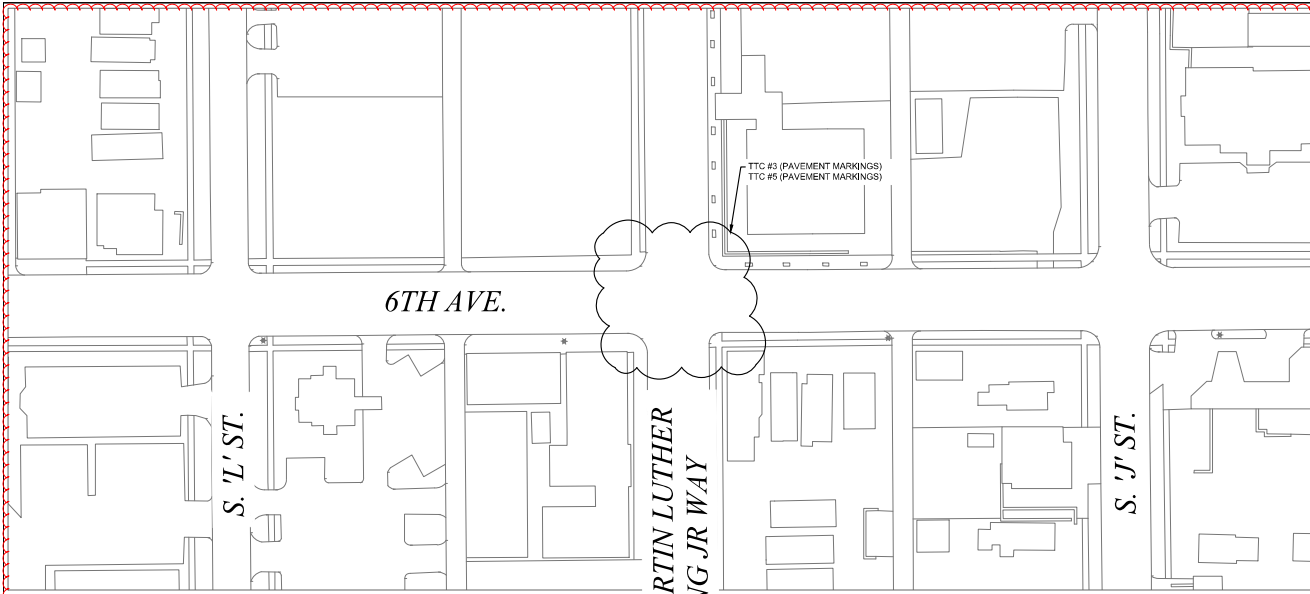 TTC #3 (PAVEMENT MARKINGS)
TTC #5 (PAVEMENT MARKINGS)
6TH AVE.
S. 'L' ST.
RTIN LUTHER
NG JR WAY
S. 'J' ST.